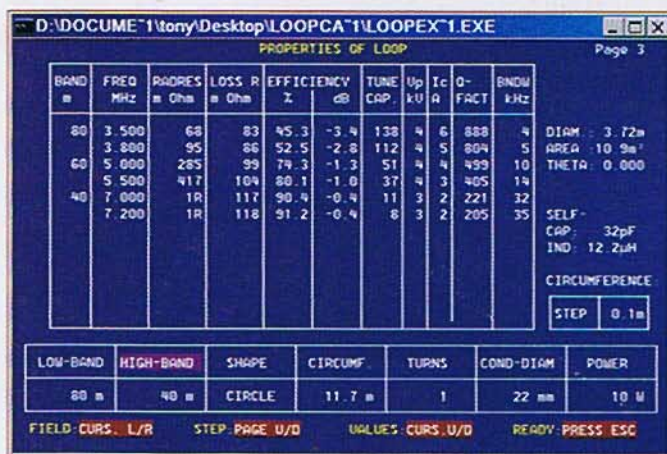 D:\DOCUME~1\tony\Desktop\LOOPCA~1\LOOPEX~1.EXE
PROPERTIES OF LOOP Page 3
BAND FREQ RADRES LOSS R EFFICIENCY TUNE Up Ic Q- BNDW
m MHz m Ohm m Ohm % dB CAP. kV A FACT kHz
80 3.500 68 83 45.3 -3.4 138 4 6 888 4
3.800 95 86 52.5 -2.8 112 4 5 804 5
60 5.000 285 99 74.3 -1.3 51 4 4 499 10
5.500 417 104 80.1 -1.0 37 4 3 405 14
40 7.000 1R 117 90.4 -0.4 11 3 2 221 32
7.200 1R 118 91.2 -0.4 8 3 2 205 35
DIAM.: 3.72m
AREA :10.9m²
THETA: 0.000
SELF-
CAP: 32pF
IND: 12.2uH
CIRCUMFERENCE
STEP 0.1m
LOW-BAND HIGH-BAND SHAPE CIRCUMF. TURNS COND-DIAM POWER
80 m 40 m CIRCLE 11.7 m 1 22 mm 10 W
FIELD:CURS. L/R STEP:PAGE U/D VALUES:CURS.U/D READY:PRESS ESC